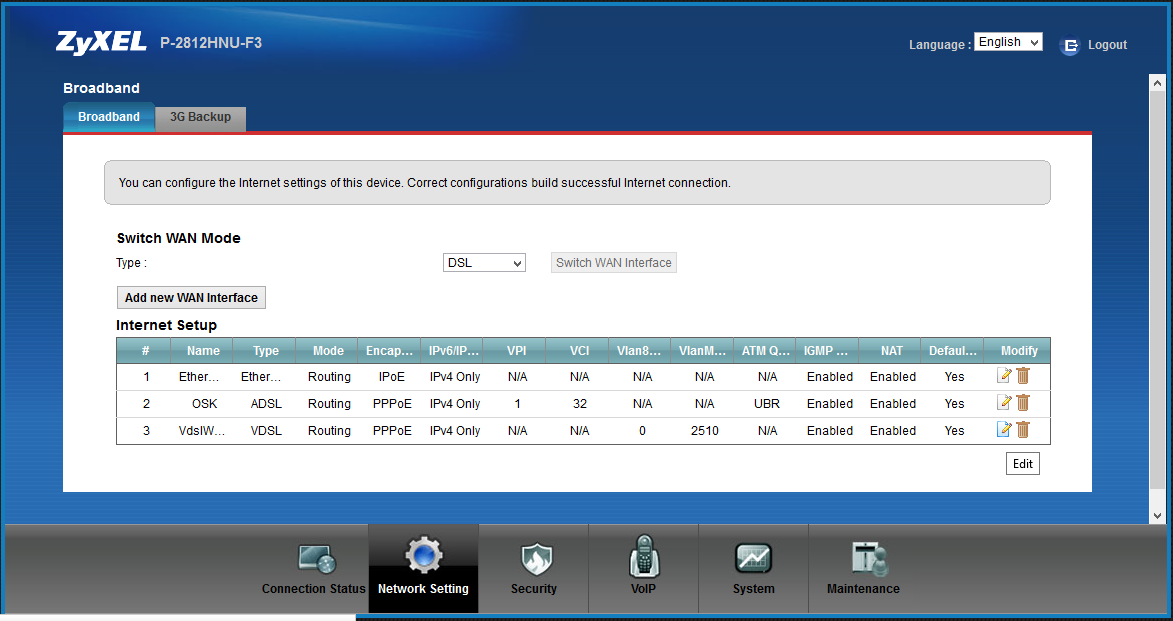 ZyXEL P-2812HNU-F3
Language : English Logout
Broadband
Broadband 3G Backup
You can configure the Internet settings of this device. Correct configurations build successful Internet connection.
Switch WAN Mode
Type : DSL Switch WAN Interface
Add new WAN Interface
Internet Setup
# Name Type Mode Encap... IPv6/IP... VPI VCI Vlan8... VlanM... ATM Q... IGMP ... NAT Defaul... Modify
1 Ether... Ether... Routing IPoE IPv4 Only N/A N/A N/A N/A N/A Enabled Enabled Yes
2 OSK ADSL Routing PPPoE IPv4 Only 1 32 N/A N/A UBR Enabled Enabled Yes
3 VdslW... VDSL Routing PPPoE IPv4 Only N/A N/A 0 2510 N/A Enabled Enabled Yes
Edit
Connection Status Network Setting Security VoIP System Maintenance